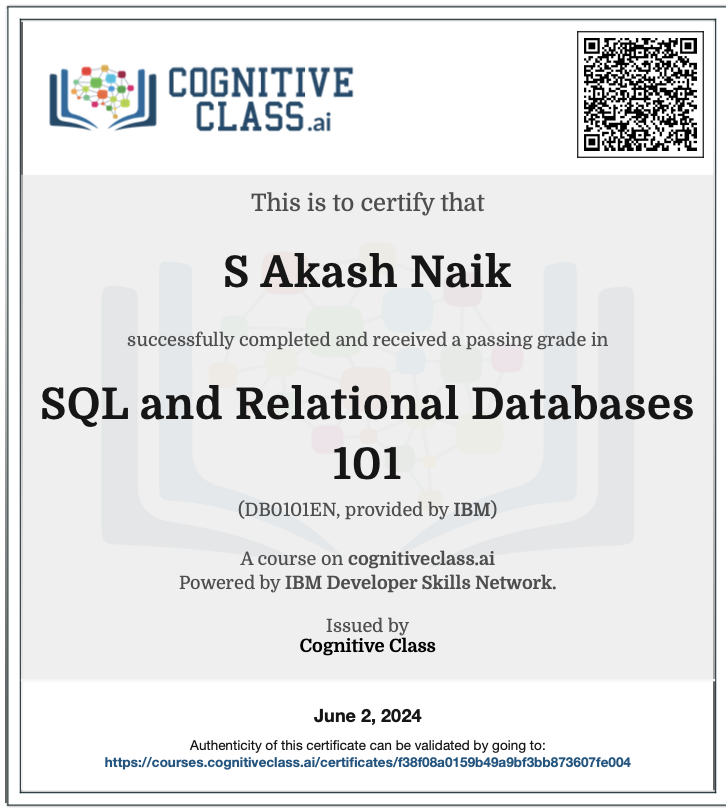 COGNITIVE
CLASS.ai
This is to certify that
S Akash Naik
successfully completed and received a passing grade in
SQL and Relational Databases
101
(DB0101EN, provided by IBM)
A course on cognitiveclass.ai
Powered by IBM Developer Skills Network.
Issued by
Cognitive Class
June 2, 2024
Authenticity of this certificate can be validated by going to:
https://courses.cognitiveclass.ai/certificates/f38f08a0159b49a9bf3bb873607fe004